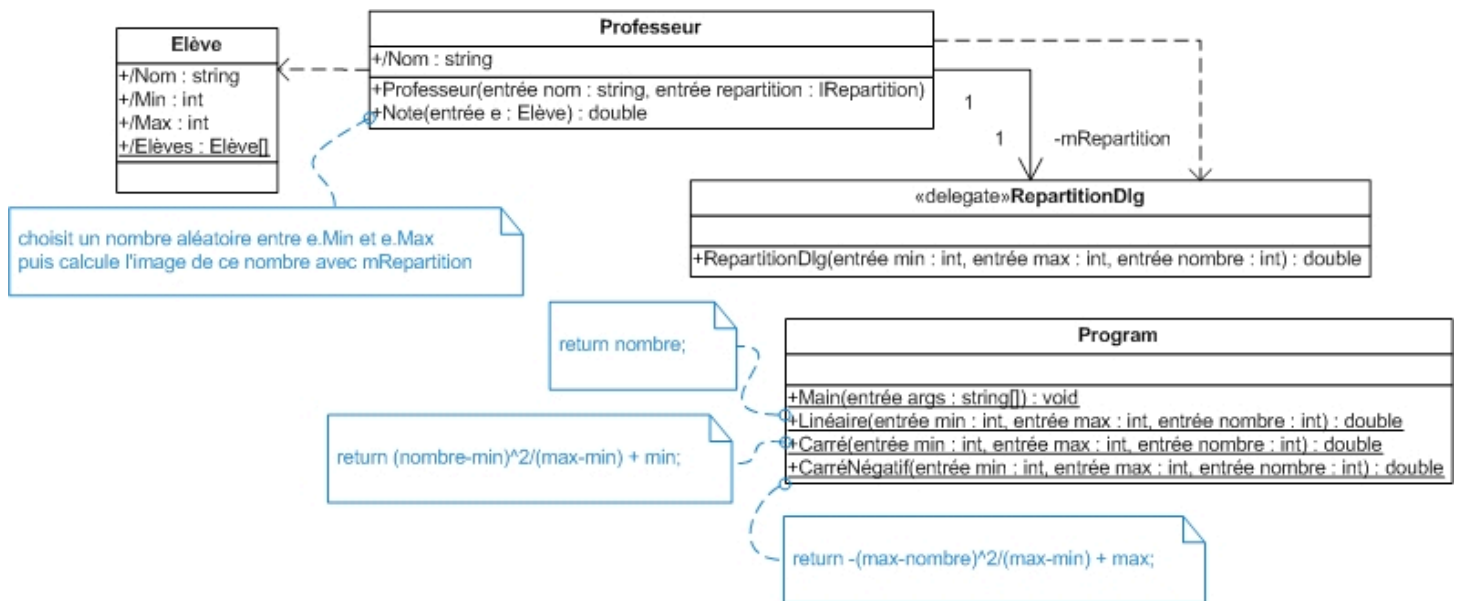 Elève
+/Nom : string
+/Min : int
+/Max : int
+/Elèves : Elève[]
Professeur
+/Nom : string
+Professeur(entrée nom : string, entrée repartition : IRepartition)
+Note(entrée e : Elève) : double
1
1
-mRepartition
choisit un nombre aléatoire entre e.Min et e.Max
puis calcule l'image de ce nombre avec mRepartition
«delegate»RepartitionDlg
+RepartitionDlg(entrée min : int, entrée max : int, entrée nombre : int) : double
return nombre;
Program
+Main(entrée args : string[]) : void
+Linéaire(entrée min : int, entrée max : int, entrée nombre : int) : double
+Carré(entrée min : int, entrée max : int, entrée nombre : int) : double
+CarréNégatif(entrée min : int, entrée max : int, entrée nombre : int) : double
return (nombre-min)^2/(max-min) + min;
return -(max-nombre)^2/(max-min) + max;